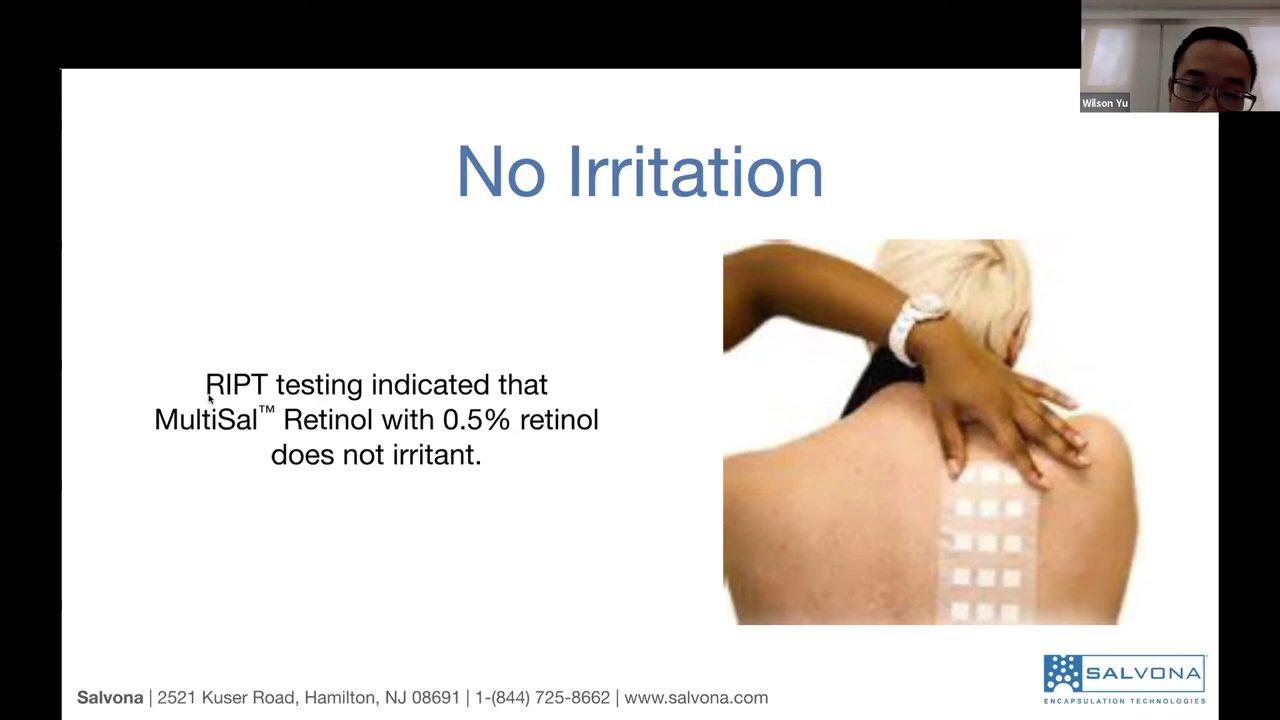 Wilson Yu
No Irritation
RIPT testing indicated that
MultiSal™ Retinol with 0.5% retinol
does not irritant.
Salvona | 2521 Kuser Road, Hamilton, NJ 08691 | 1-(844) 725-8662 | www.salvona.com
SALVONA
ENCAPSULATION TECHNOLOGIES